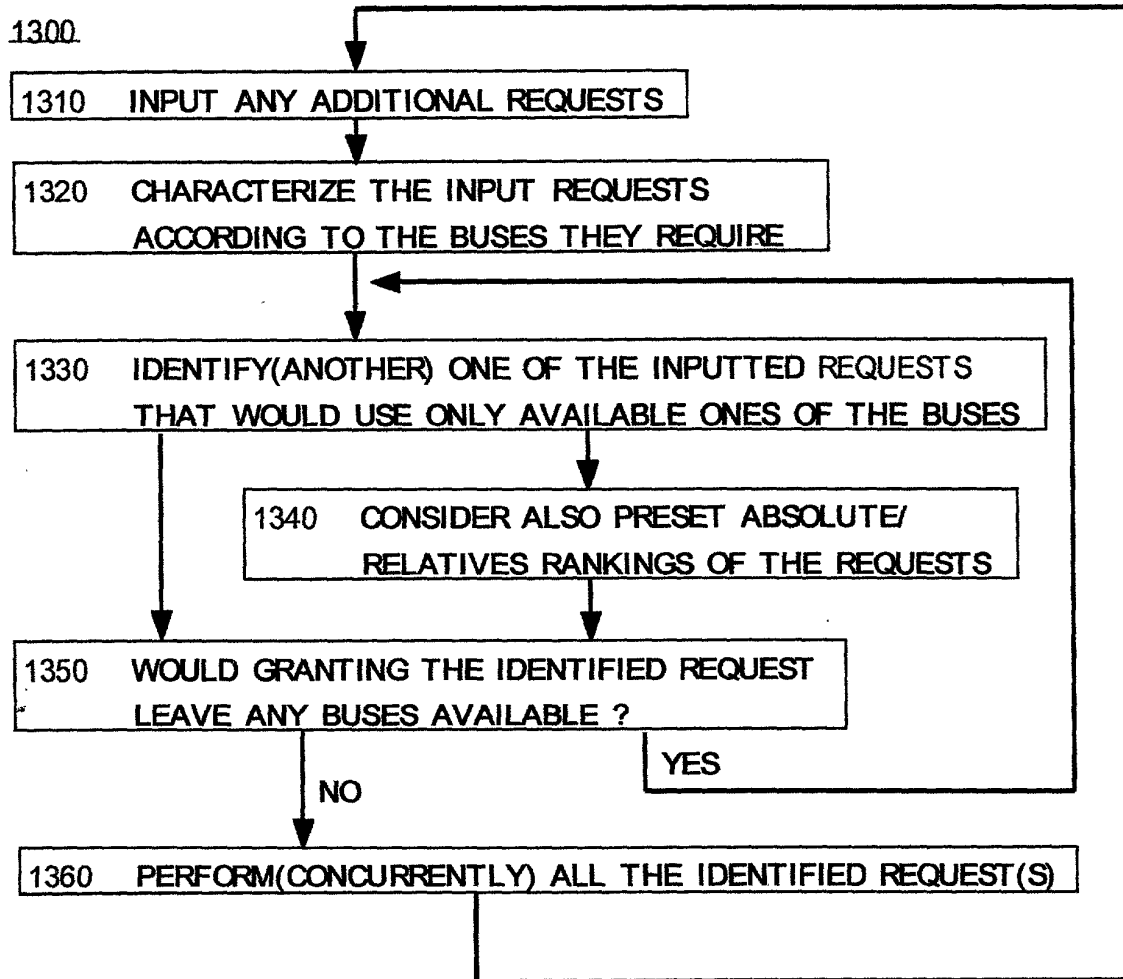 1300
1310 INPUT ANY ADDITIONAL REQUESTS
1320 CHARACTERIZE THE INPUT REQUESTS
ACCORDING TO THE BUSES THEY REQUIRE
1330 IDENTIFY(ANOTHER) ONE OF THE INPUTTED REQUESTS
THAT WOULD USE ONLY AVAILABLE ONES OF THE BUSES
1340 CONSIDER ALSO PRESET ABSOLUTE/
RELATIVES RANKINGS OF THE REQUESTS
1350 WOULD GRANTING THE IDENTIFIED REQUEST
LEAVE ANY BUSES AVAILABLE ?
YES
NO
1360 PERFORM(CONCURRENTLY) ALL THE IDENTIFIED REQUEST(S)